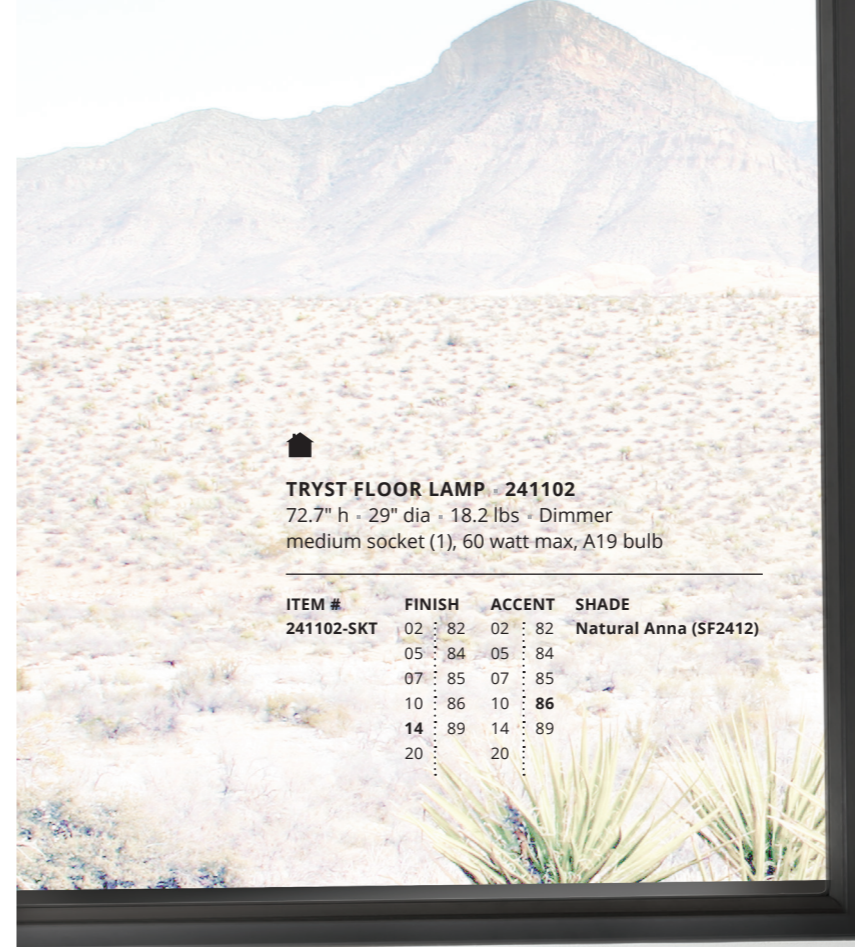 TRYST FLOOR LAMP ▪ 241102
72.7" h ▪ 29" dia ▪ 18.2 lbs ▪ Dimmer
medium socket (1), 60 watt max, A19 bulb
ITEM # FINISH ACCENT SHADE
241102-SKT 02 82 02 82 Natural Anna (SF2412)
05 84 05 84
07 85 07 85
10 86 10 86
14 89 14 89
20 20